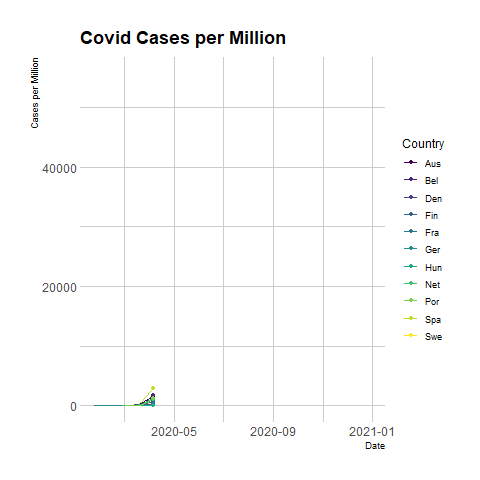 Covid Cases per Million
Cases per Million
40000
20000
0
2020-05
2020-09
2021-01
Date
Country
Aus
Bel
Den
Fin
Fra
Ger
Hun
Net
Por
Spa
Swe